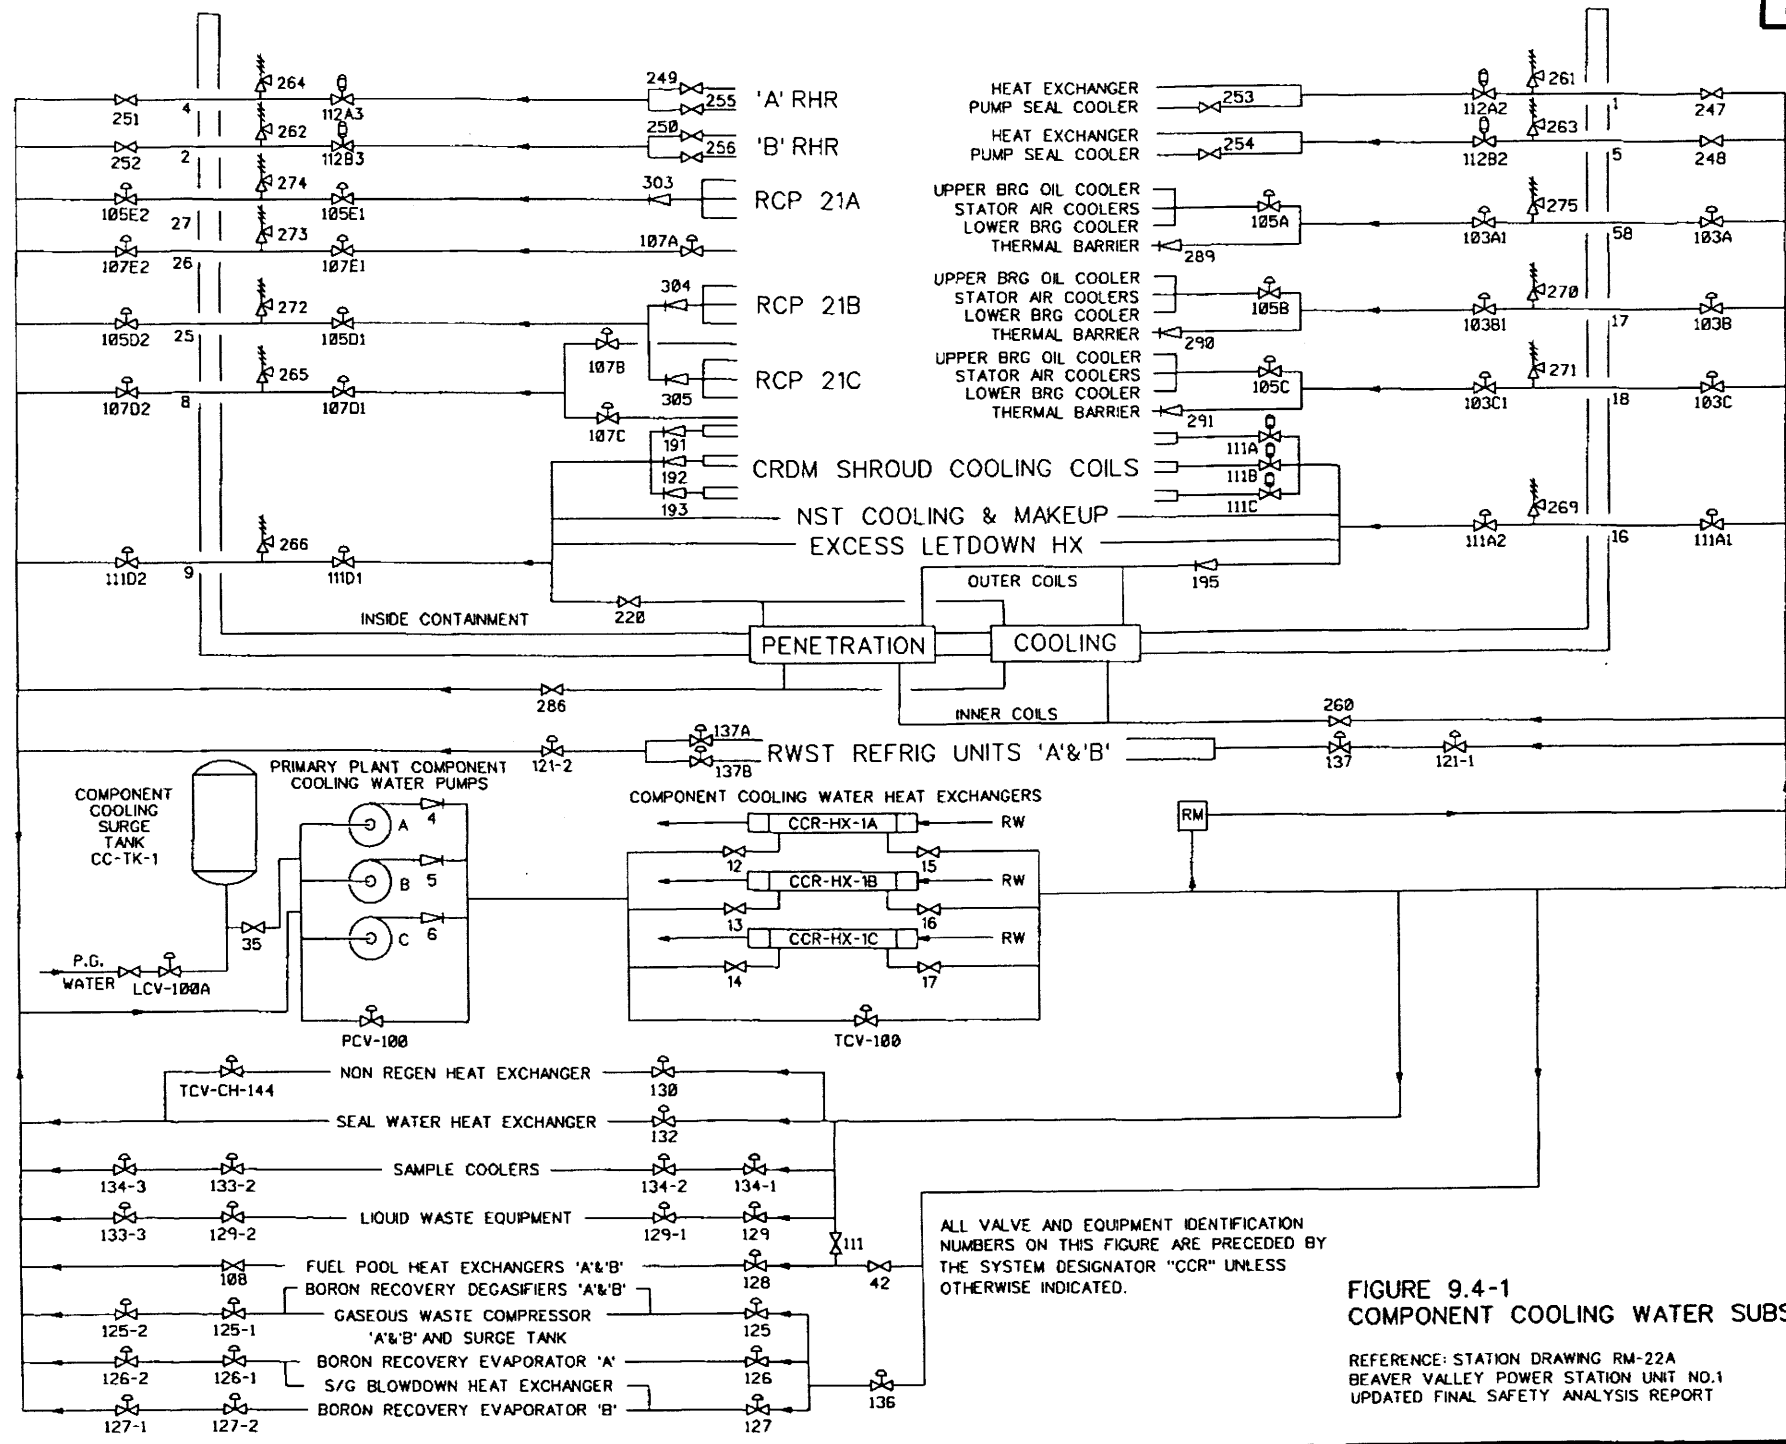 264
249
'A' RHR
255
251
4
112A3
262
250
'B' RHR
256
252
2
112B3
274
303
RCP 21A
105E2
27
105E1
273
107A
107E2
26
107E1
272
304
RCP 21B
105D2
25
105D1
107B
265
RCP 21C
305
107D2
8
107D1
107C
191
192
193
266
111D2
9
111D1
220
HEAT EXCHANGER
PUMP SEAL COOLER
253
112A2
261
1
247
HEAT EXCHANGER
PUMP SEAL COOLER
254
112B2
263
5
248
UPPER BRG OIL COOLER
STATOR AIR COOLERS
LOWER BRG COOLER
THERMAL BARRIER
105A
289
275
103A1
58
103A
UPPER BRG OIL COOLER
STATOR AIR COOLERS
LOWER BRG COOLER
THERMAL BARRIER
105B
290
270
103B1
17
103B
UPPER BRG OIL COOLER
STATOR AIR COOLERS
LOWER BRG COOLER
THERMAL BARRIER
105C
291
271
103C1
18
103C
CRDM SHROUD COOLING COILS
111A
111B
111C
NST COOLING & MAKEUP
EXCESS LETDOWN HX
269
111A2
16
111A1
195
OUTER COILS
INSIDE CONTAINMENT
PENETRATION
COOLING
286
INNER COILS
260
137A
137B
RWST REFRIG UNITS 'A'&'B'
121-2
137
121-1
PRIMARY PLANT COMPONENT
COOLING WATER PUMPS
COMPONENT
COOLING
SURGE
TANK
CC-TK-1
A
4
B
5
C
6
35
P.G.
WATER
LCV-100A
PCV-100
COMPONENT COOLING WATER HEAT EXCHANGERS
CCR-HX-1A
RW
12
15
CCR-HX-1B
RW
13
16
CCR-HX-1C
RW
14
17
TCV-100
RM
TCV-CH-144
NON REGEN HEAT EXCHANGER
130
SEAL WATER HEAT EXCHANGER
132
SAMPLE COOLERS
134-3
133-2
134-2
134-1
LIQUID WASTE EQUIPMENT
133-3
129-2
129-1
129
111
FUEL POOL HEAT EXCHANGERS 'A'&'B'
108
128
42
BORON RECOVERY DEGASIFIERS 'A'&'B'
GASEOUS WASTE COMPRESSOR
'A'&'B' AND SURGE TANK
125-2
125-1
125
BORON RECOVERY EVAPORATOR 'A'
126-2
126-1
126
S/G BLOWDOWN HEAT EXCHANGER
136
BORON RECOVERY EVAPORATOR 'B'
127-1
127-2
127
ALL VALVE AND EQUIPMENT IDENTIFICATION
NUMBERS ON THIS FIGURE ARE PRECEDED BY
THE SYSTEM DESIGNATOR "CCR" UNLESS
OTHERWISE INDICATED.
FIGURE 9.4-1
COMPONENT COOLING WATER SUBS
REFERENCE: STATION DRAWING RM-22A
BEAVER VALLEY POWER STATION UNIT NO.1
UPDATED FINAL SAFETY ANALYSIS REPORT